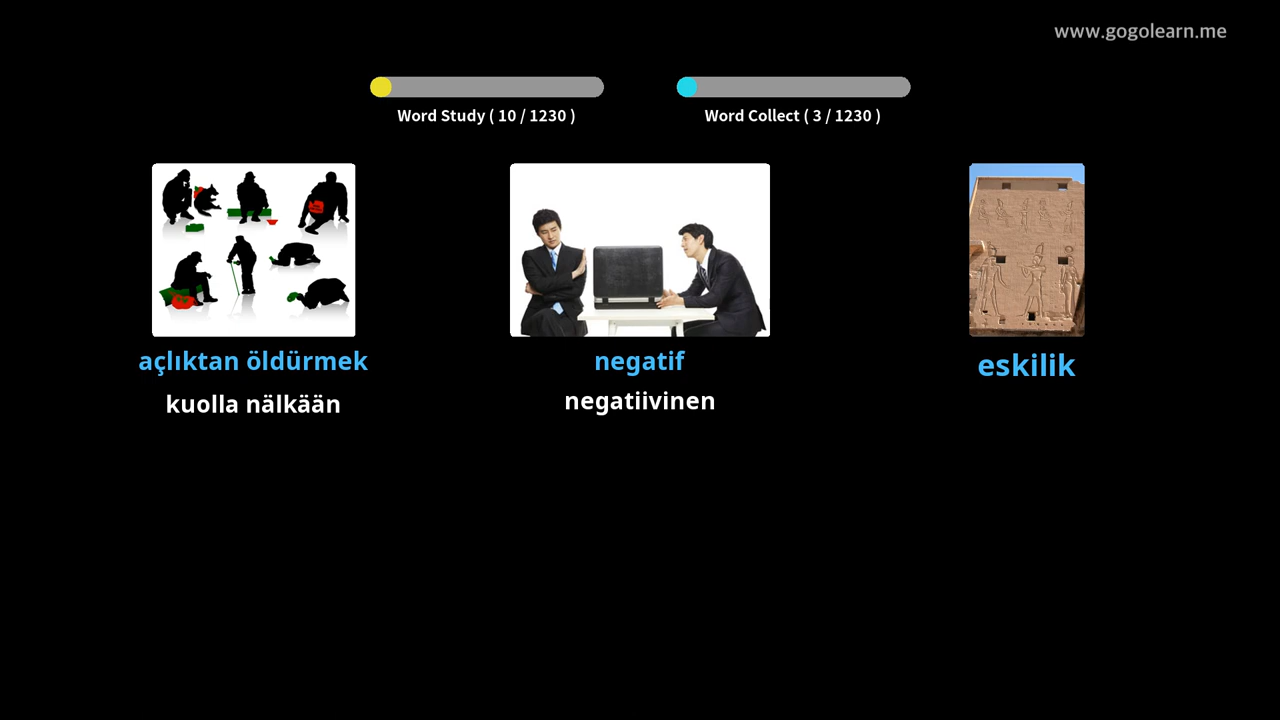 www.gogolearn.me
Word Study ( 10 / 1230 )
Word Collect ( 3 / 1230 )
açlıktan öldürmek
kuolla nälkään
negatif
negatiivinen
eskilik